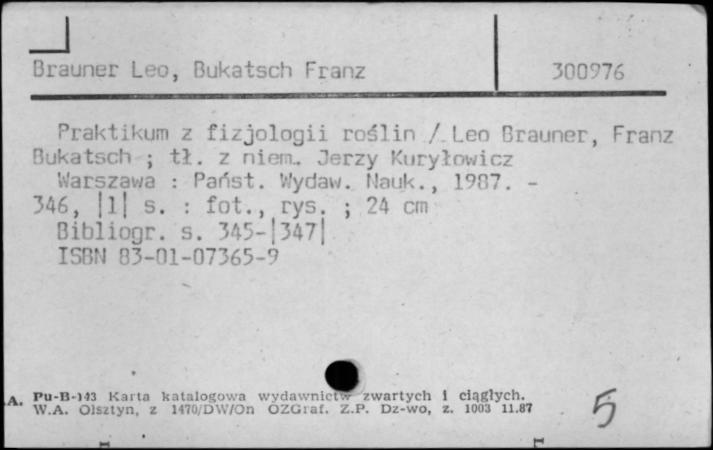 Brauner Leo, Bukatsch Franz 300976
Praktikum z fizjologii roślin / Leo Brauner, Franz
Bukatsch ; tł. z niem. Jerzy Kuryłowicz
Warszawa : Państ. Wydaw. Nauk., 1987. -
346, |1| s. : fot., rys. ; 24 cm
Bibliogr. s. 345-|347|
ISBN 83-01-07365-9
.A. Pu-B-143 Karta katalogowa wydawnictw zwartych i ciągłych.
W.A. Olsztyn, z 1470/DW/On OZGraf. Z.P. Dz-wo, z. 1003 11.87
5